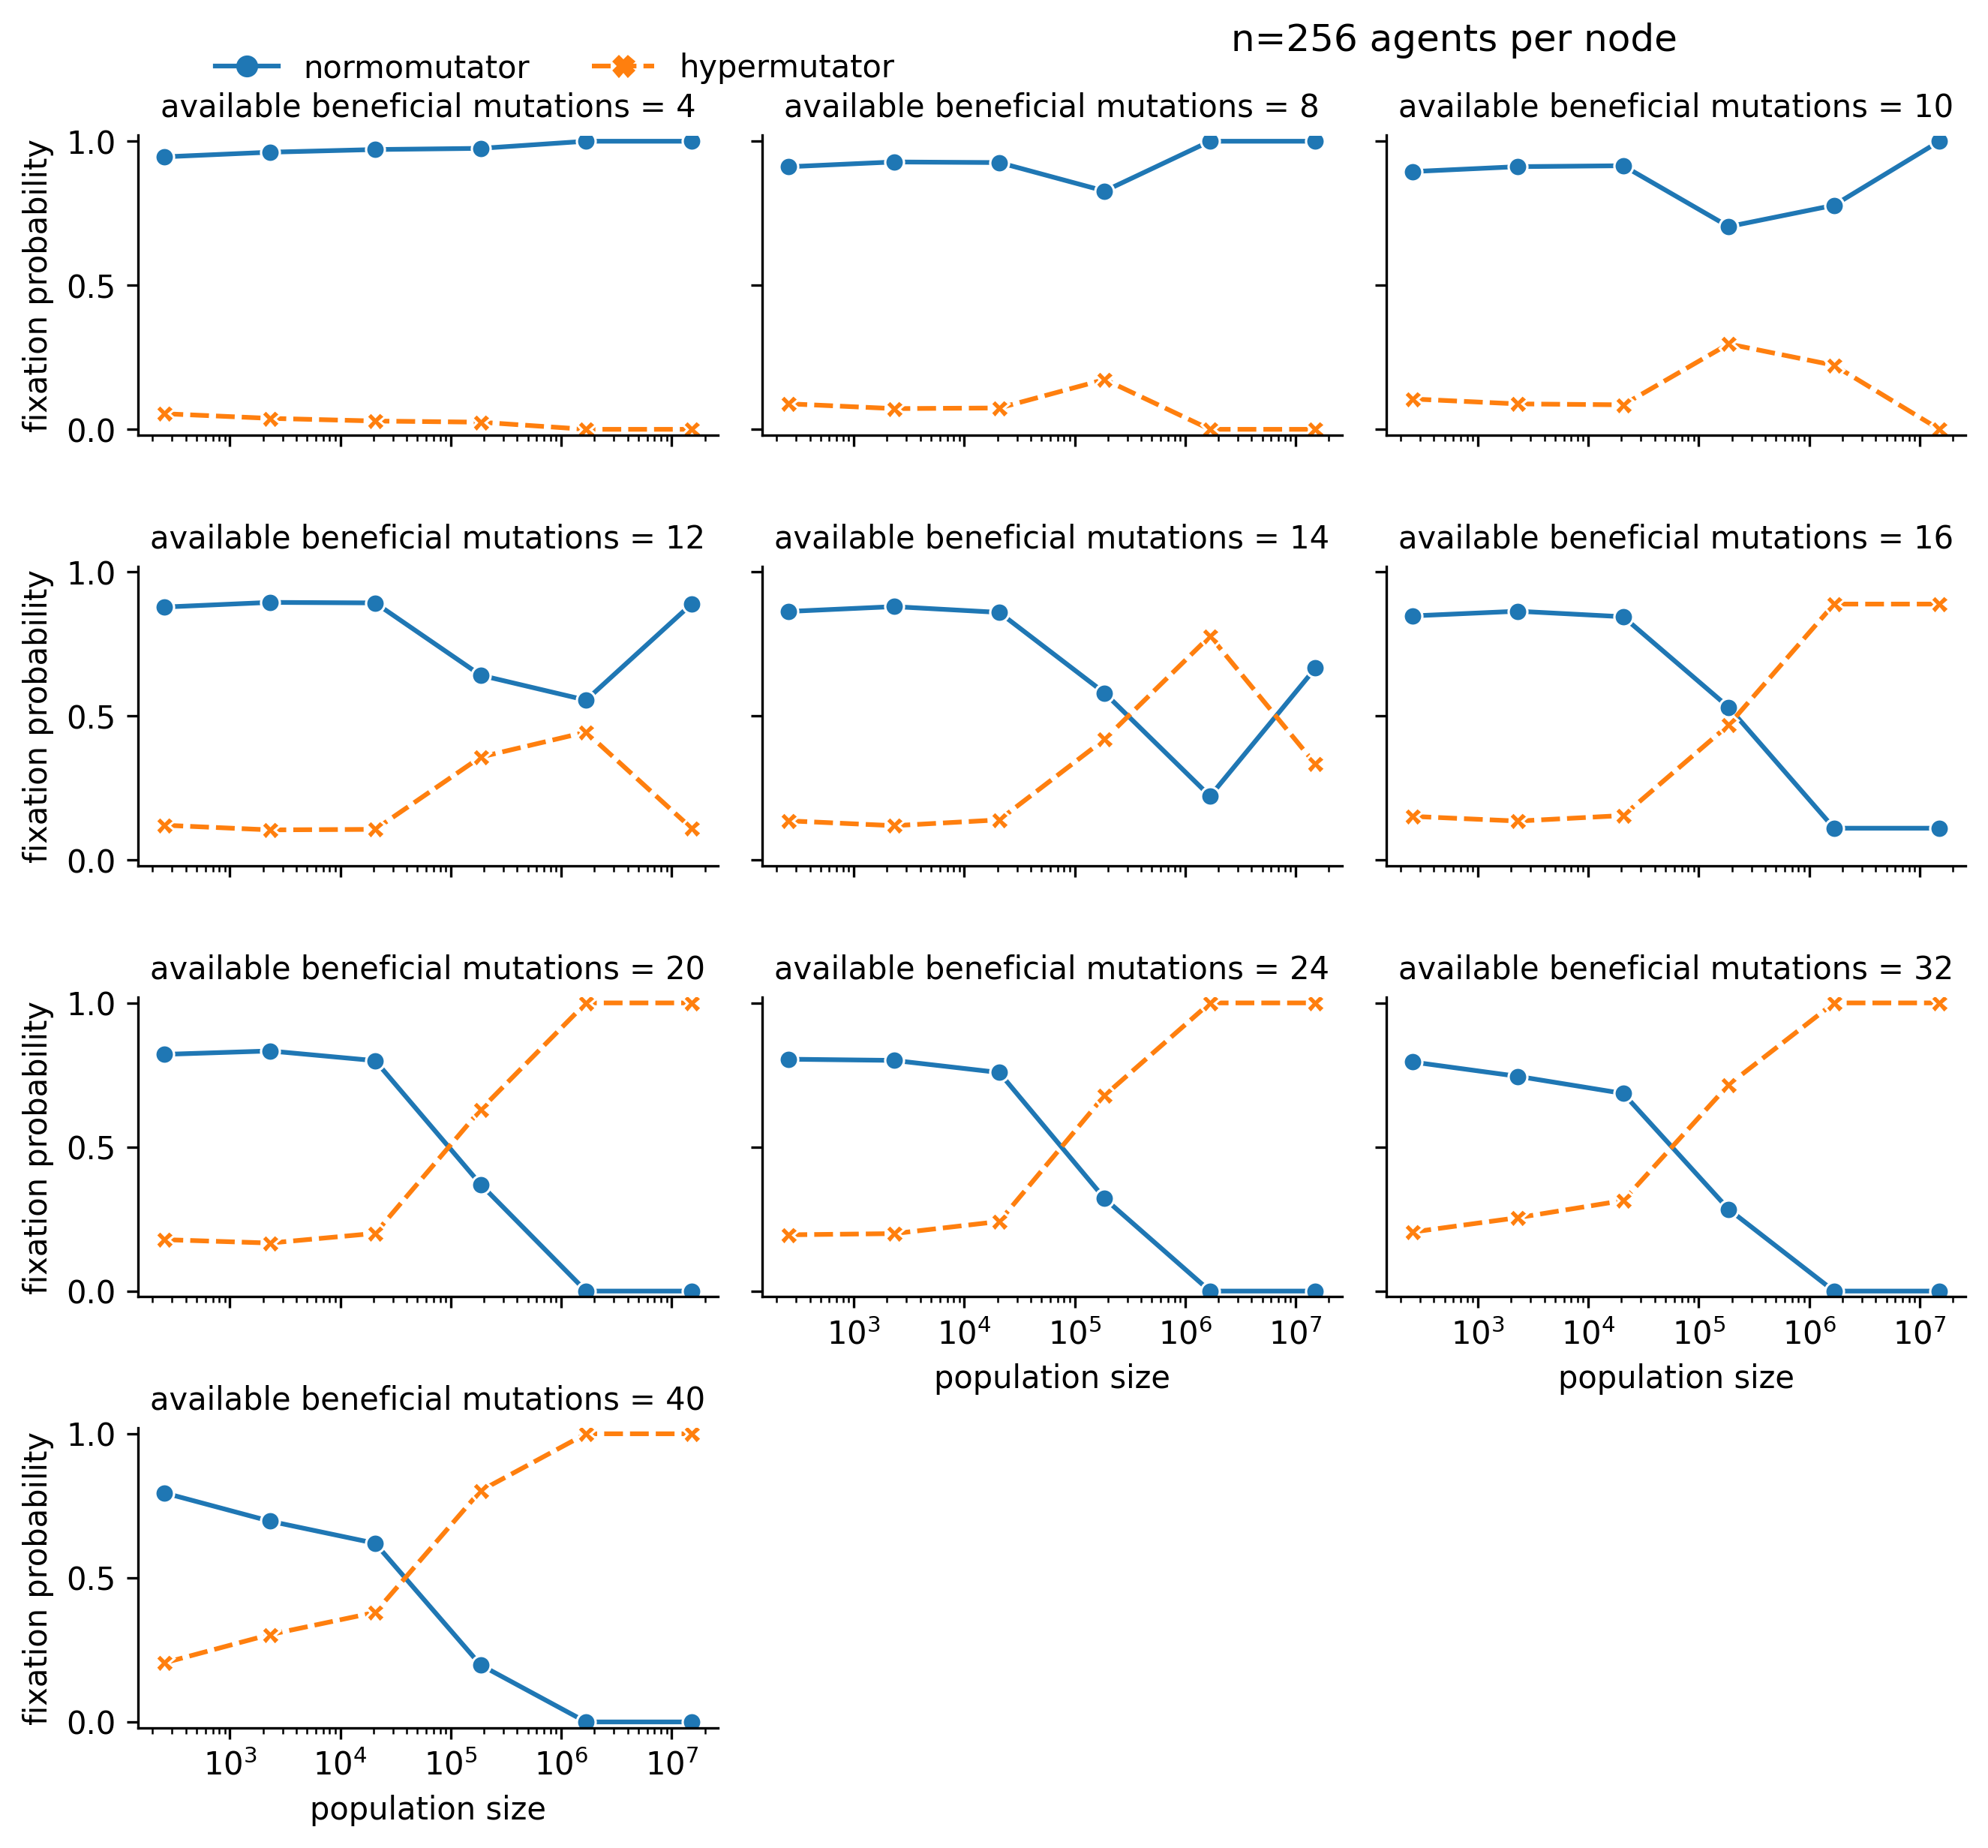 n=256 agents per node
normomutator hypermutator
available beneficial mutations = 4
available beneficial mutations = 8
available beneficial mutations = 10
fixation probability
1.0
0.5
0.0
available beneficial mutations = 12
available beneficial mutations = 14
available beneficial mutations = 16
fixation probability
1.0
0.5
0.0
available beneficial mutations = 20
available beneficial mutations = 24
available beneficial mutations = 32
fixation probability
1.0
0.5
0.0
10³ 10⁴ 10⁵ 10⁶ 10⁷
population size
10³ 10⁴ 10⁵ 10⁶ 10⁷
population size
available beneficial mutations = 40
fixation probability
1.0
0.5
0.0
10³ 10⁴ 10⁵ 10⁶ 10⁷
population size